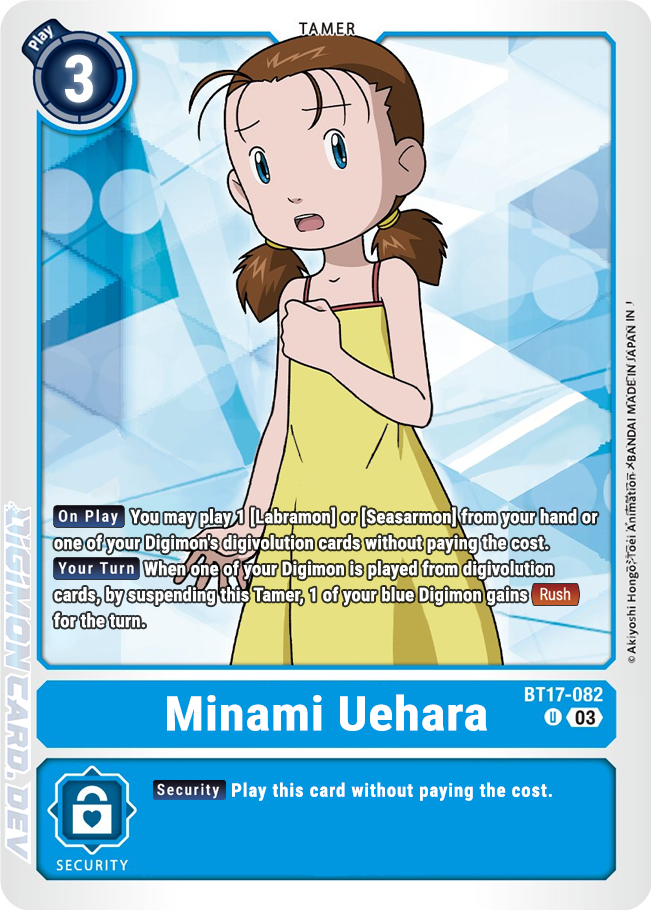 TAMER
Play
3
On Play You may play 1 [Labramon] or [Seasarmon] from your hand or
one of your Digimon's digivolution cards without paying the cost.
Your Turn When one of your Digimon is played from digivolution
cards, by suspending this Tamer, 1 of your blue Digimon gains Rush
for the turn.
©Akiyoshi Hongo, Toei Animation BANDAI MADE IN JAPAN IN
DIGIMON CARD.DEV
BT17-082
Minami Uehara
U 03
Security Play this card without paying the cost.
SECURITY